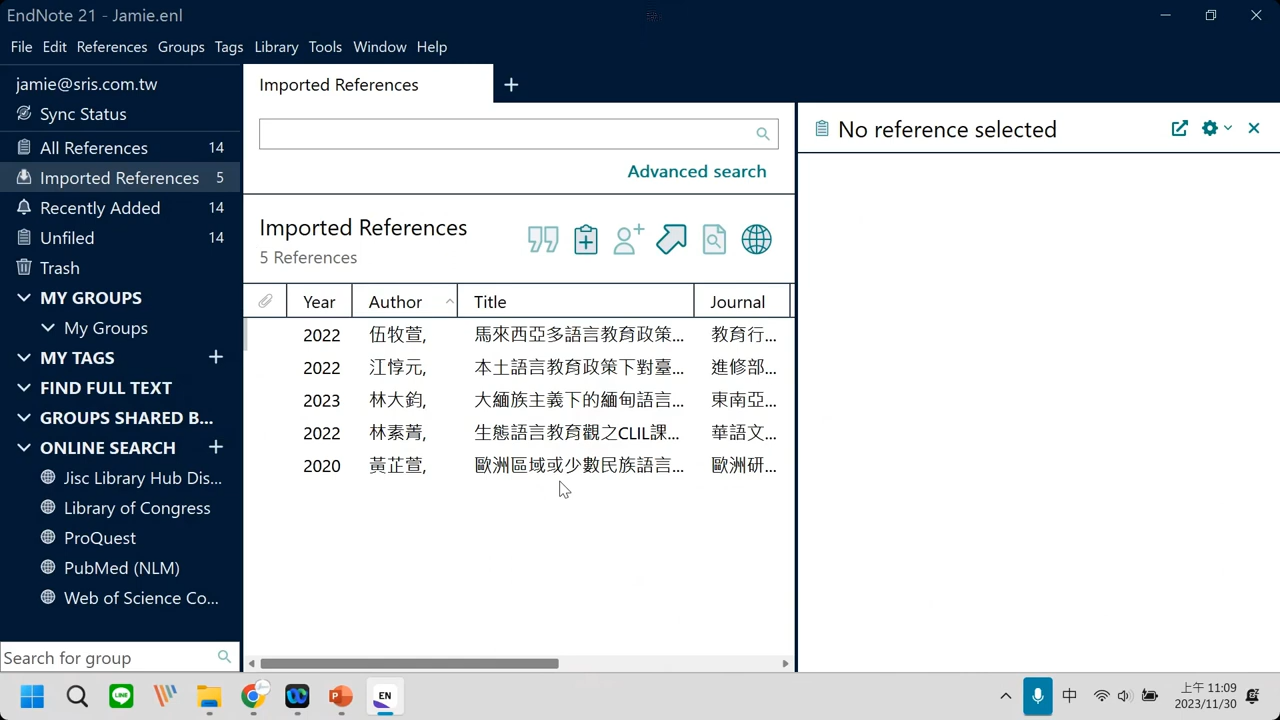 EndNote 21 - Jamie.enl
File Edit References Groups Tags Library Tools Window Help
jamie@sris.com.tw
Sync Status
All References 14
Imported References 5
Recently Added 14
Unfiled 14
Trash
MY GROUPS
My Groups
MY TAGS
FIND FULL TEXT
GROUPS SHARED B...
ONLINE SEARCH
Jisc Library Hub Dis...
Library of Congress
ProQuest
PubMed (NLM)
Web of Science Co...
Search for group
Imported References
Advanced search
Imported References
5 References
Year Author Title Journal
2022 伍牧萱, 馬來西亞多語言教育政策... 教育行...
2022 江惇元, 本土語言教育政策下對臺... 進修部...
2023 林大鈞, 大緬族主義下的緬甸語言... 東南亞...
2022 林素菁, 生態語言教育觀之CLIL課... 華語文...
2020 黃芷萱, 歐洲區域或少數民族語言... 歐洲研...
No reference selected
LINE
P
EN
中
上午 11:09
2023/11/30